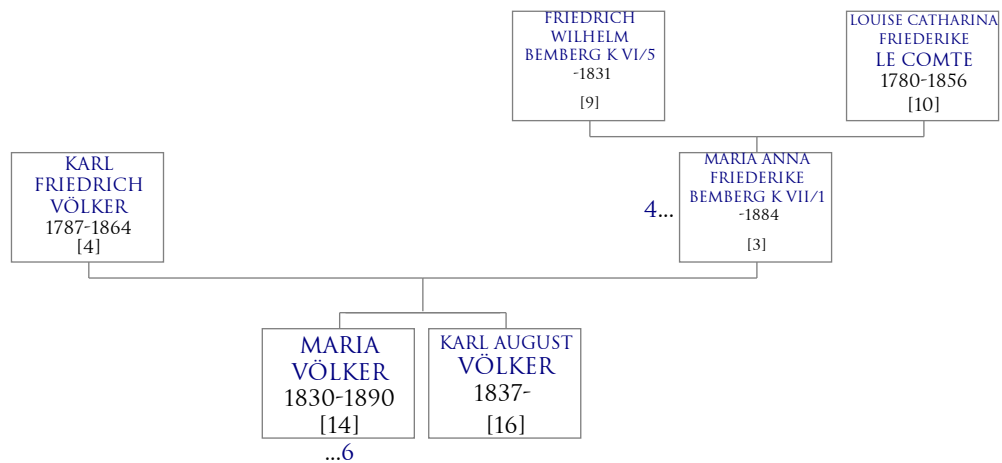 FRIEDRICH
WILHELM
BEMBERG K VI/5
-1831
[9]
LOUISE CATHARINA
FRIEDERIKE
LE COMTE
1780-1856
[10]
KARL
FRIEDRICH
VÖLKER
1787-1864
[4]
4...
MARIA ANNA
FRIEDERIKE
BEMBERG K VII/1
-1884
[3]
MARIA
VÖLKER
1830-1890
[14]
...6
KARL AUGUST
VÖLKER
1837-
[16]